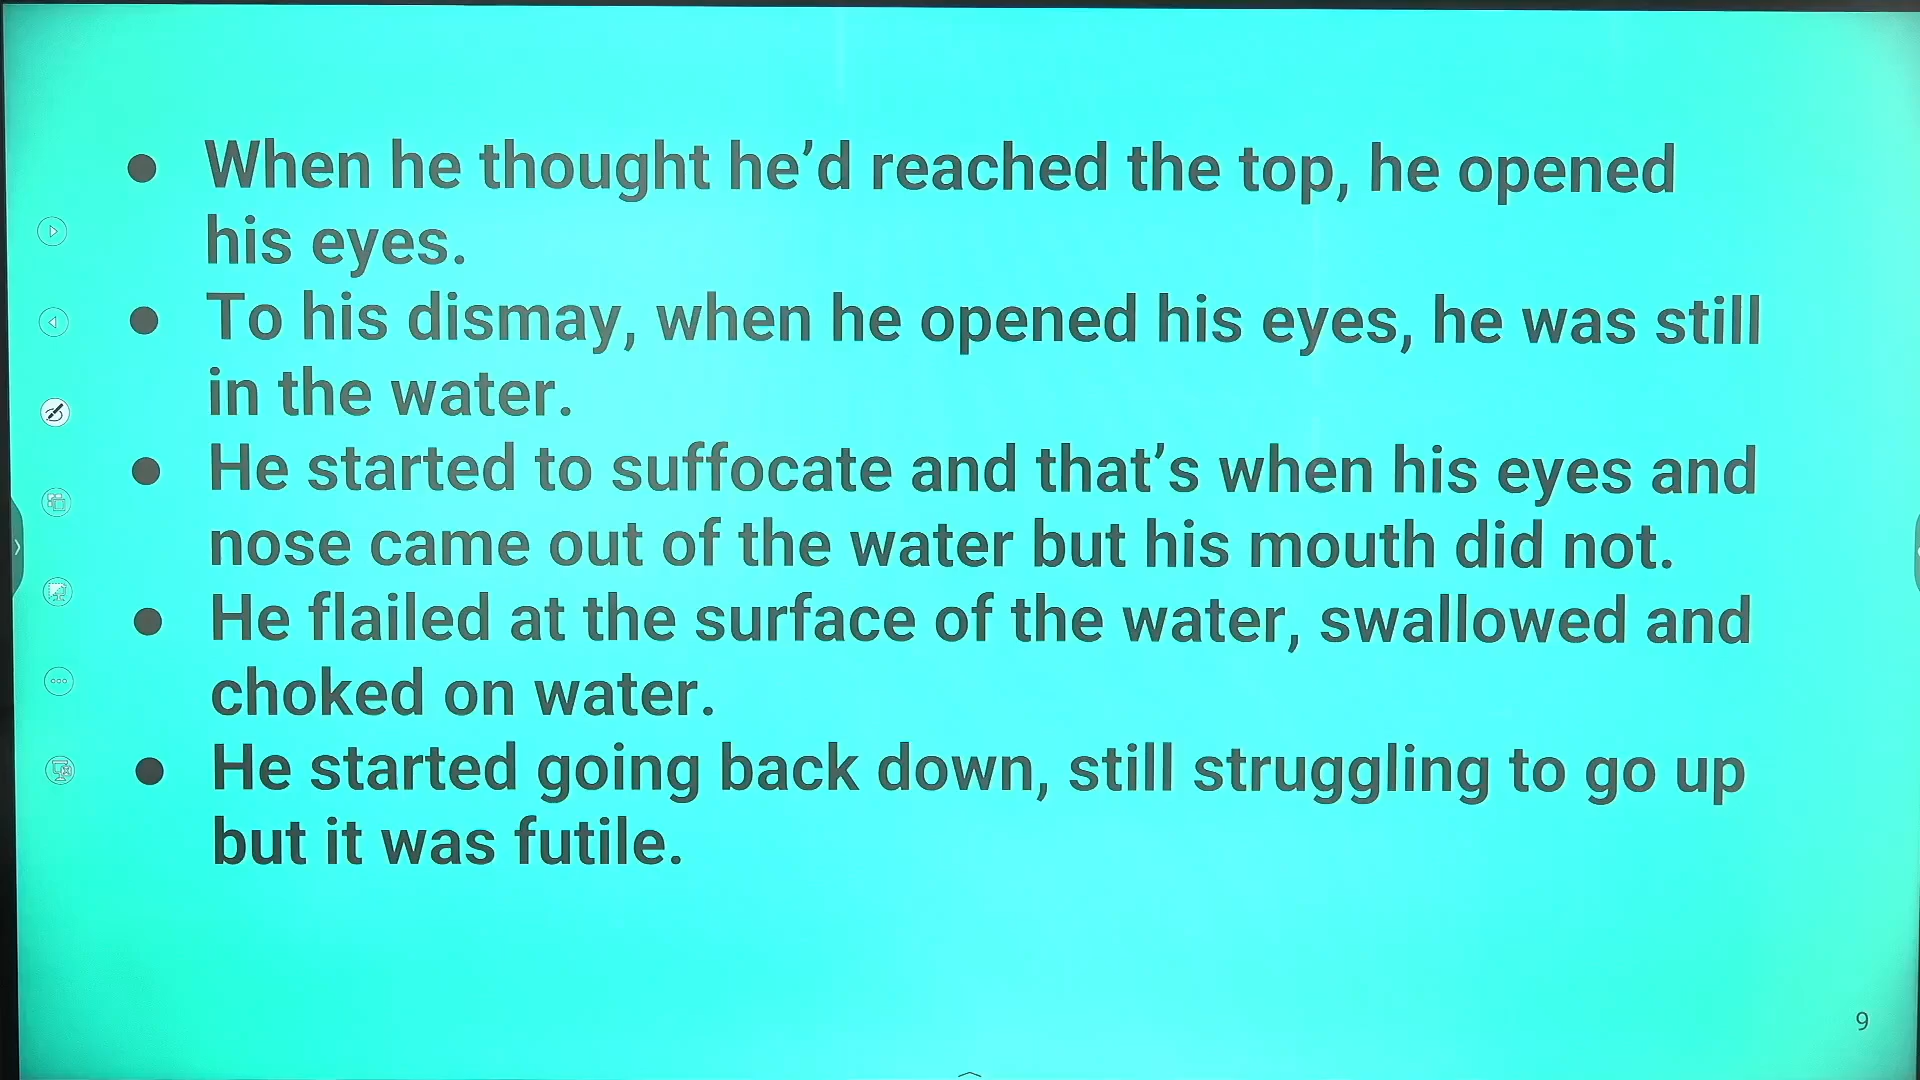 ● When he thought he’d reached the top, he opened
his eyes.
● To his dismay, when he opened his eyes, he was still
in the water.
● He started to suffocate and that’s when his eyes and
nose came out of the water but his mouth did not.
● He flailed at the surface of the water, swallowed and
choked on water.
● He started going back down, still struggling to go up
but it was futile.
9